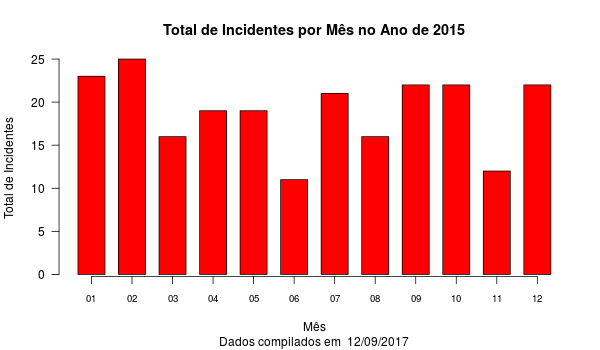 Total de Incidentes por Mês no Ano de 2015
Total de Incidentes
25
20
15
10
5
0
01 02 03 04 05 06 07 08 09 10 11 12
Mês
Dados compilados em 12/09/2017